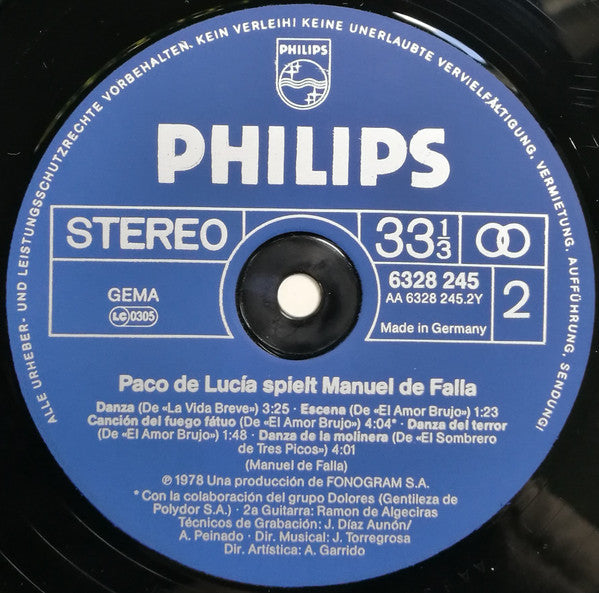 ALLE URHEBER- UND LEISTUNGSSCHUTZRECHTE VORBEHALTEN. KEIN VERLEIH! KEINE UNERLAUBTE VERVIELFÄLTIGUNG, VERMIETUNG, AUFFÜHRUNG, SENDUNG!
PHILIPS
PHILIPS
STEREO
33 1/3
GEMA
LC 0305
6328 245
AA 6328 245.2Y
2
Made in Germany
Paco de Lucía spielt Manuel de Falla
Danza (De «La Vida Breve») 3:25 · Escena (De «El Amor Brujo») 1:23
Canción del fuego fátuo (De «El Amor Brujo») 4:04* · Danza del terror
(De «El Amor Brujo») 1:48 · Danza de la molinera (De «El Sombrero
de Tres Picos») 4:01
(Manuel de Falla)
℗ 1978 Una producción de FONOGRAM S.A.
* Con la colaboración del grupo Dolores (Gentileza de
Polydor S.A.) · 2a Guitarra: Ramon de Algeciras
Técnicos de Grabación: J. Díaz Aunón/
A. Peinado · Dir. Musical: J. Torregrosa
Dir. Artística: A. Garrido